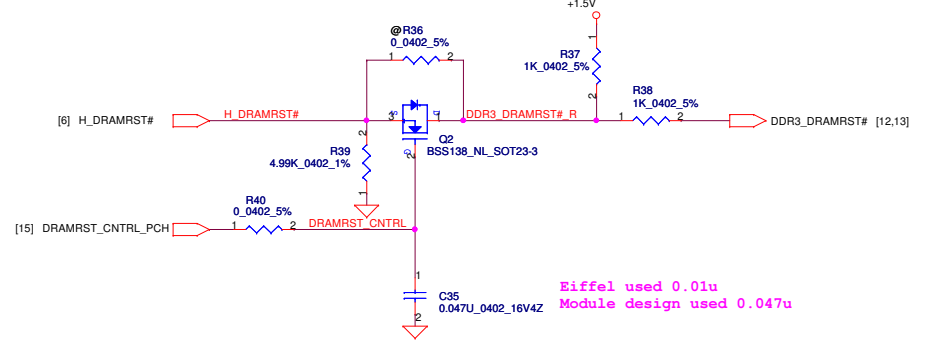 +1.5V
@R36
0_0402_5%
1 2
1
R37
1K_0402_5%
2
R38
1K_0402_5%
1 2
[6] H_DRAMRST#
H_DRAMRST#
3 1
DDR3_DRAMRST#_R
DDR3_DRAMRST# [12,13]
Q2
BSS138_NL_SOT23-3
2
2
R39
4.99K_0402_1%
1
R40
0_0402_5%
[15] DRAMRST_CNTRL_PCH
1 2
DRAMRST_CNTRL
1
C35
0.047U_0402_16V4Z
2
Eiffel used 0.01u
Module design used 0.047u